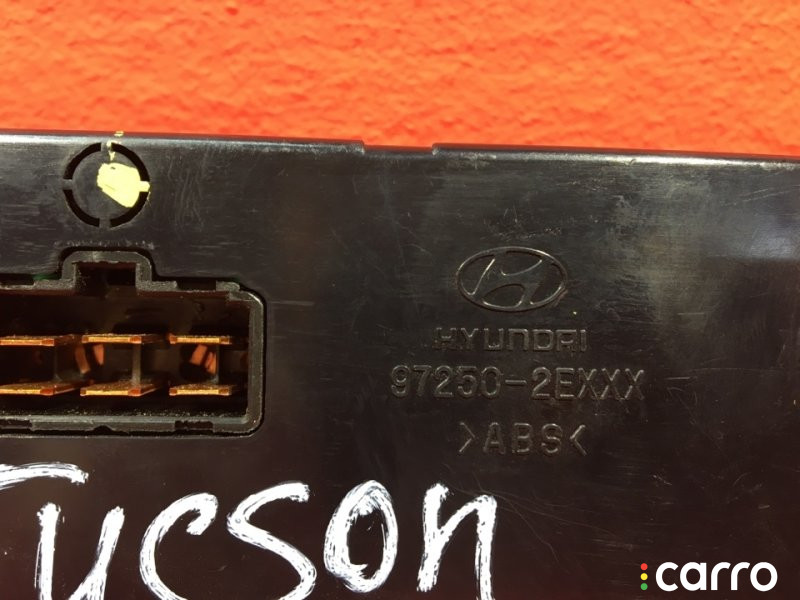 HYUNDAI
97250-2EXXX
>ABS<
Tucson
carro